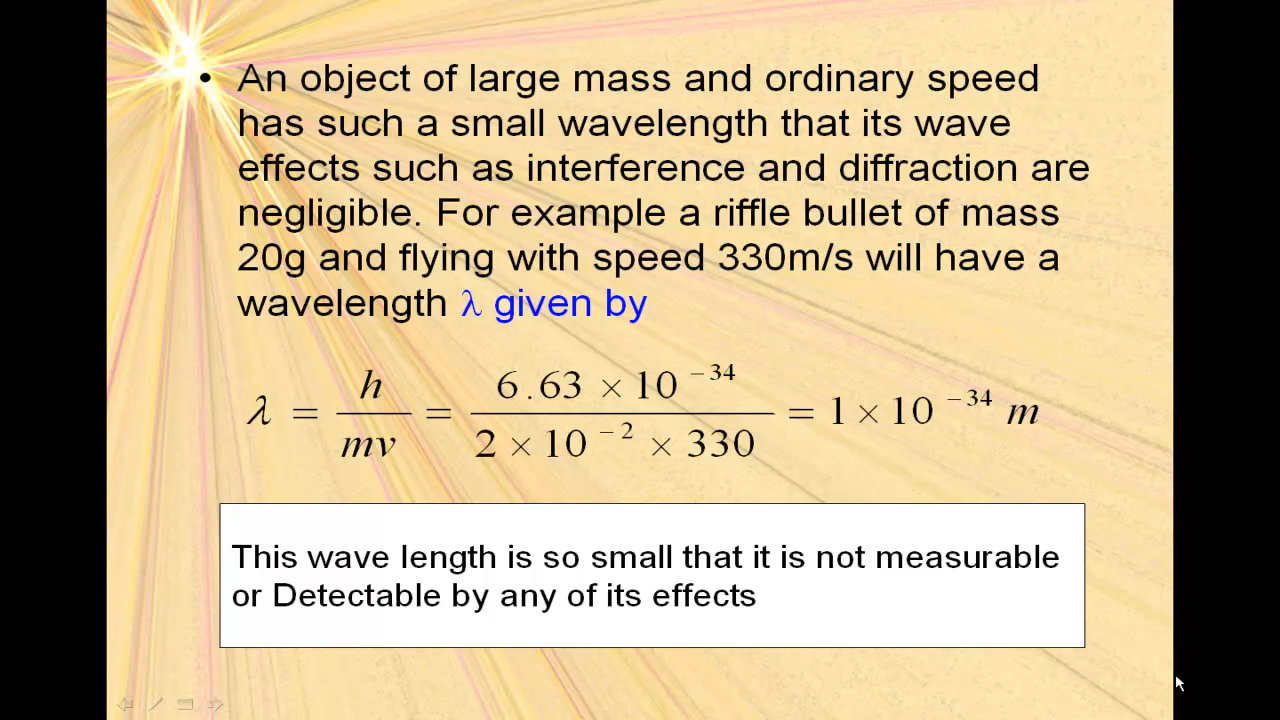 • An object of large mass and ordinary speed
has such a small wavelength that its wave
effects such as interference and diffraction are
negligible. For example a riffle bullet of mass
20g and flying with speed 330m/s will have a
wavelength λ given by
λ = h/mv = 6.63 × 10⁻³⁴ / 2 × 10⁻² × 330 = 1 × 10⁻³⁴ m
This wave length is so small that it is not measurable
or Detectable by any of its effects